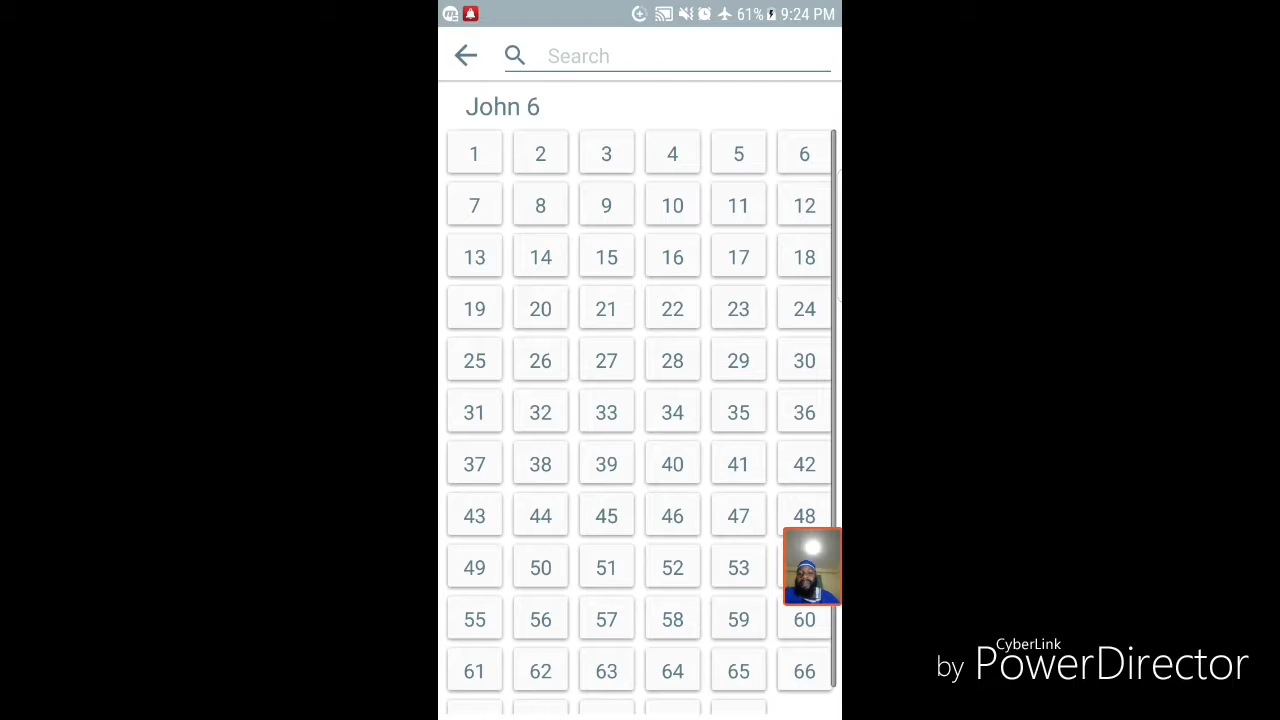 61% 9:24 PM
Search
John 6
1 2 3 4 5 6
7 8 9 10 11 12
13 14 15 16 17 18
19 20 21 22 23 24
25 26 27 28 29 30
31 32 33 34 35 36
37 38 39 40 41 42
43 44 45 46 47 48
49 50 51 52 53
55 56 57 58 59 60
61 62 63 64 65 66
by CyberLink PowerDirector